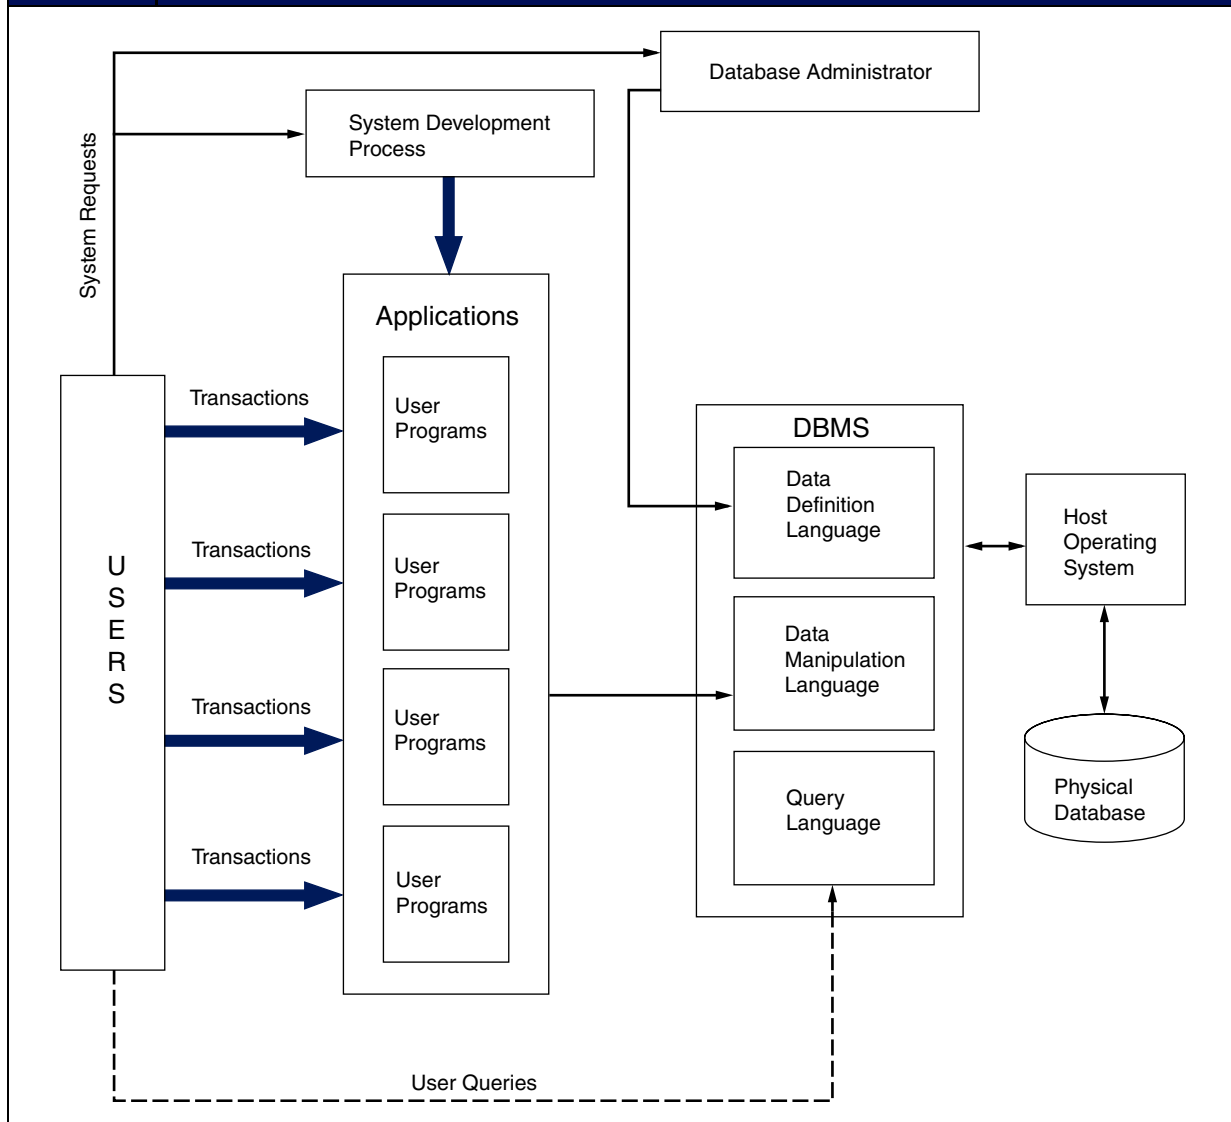 Database Administrator
System Development
Process
System Requests
Applications
Transactions
User
Programs
DBMS
Data
Definition
Language
Host
Operating
System
USERS
Transactions
User
Programs
Data
Manipulation
Language
Transactions
User
Programs
Physical
Database
Query
Language
Transactions
User
Programs
User Queries